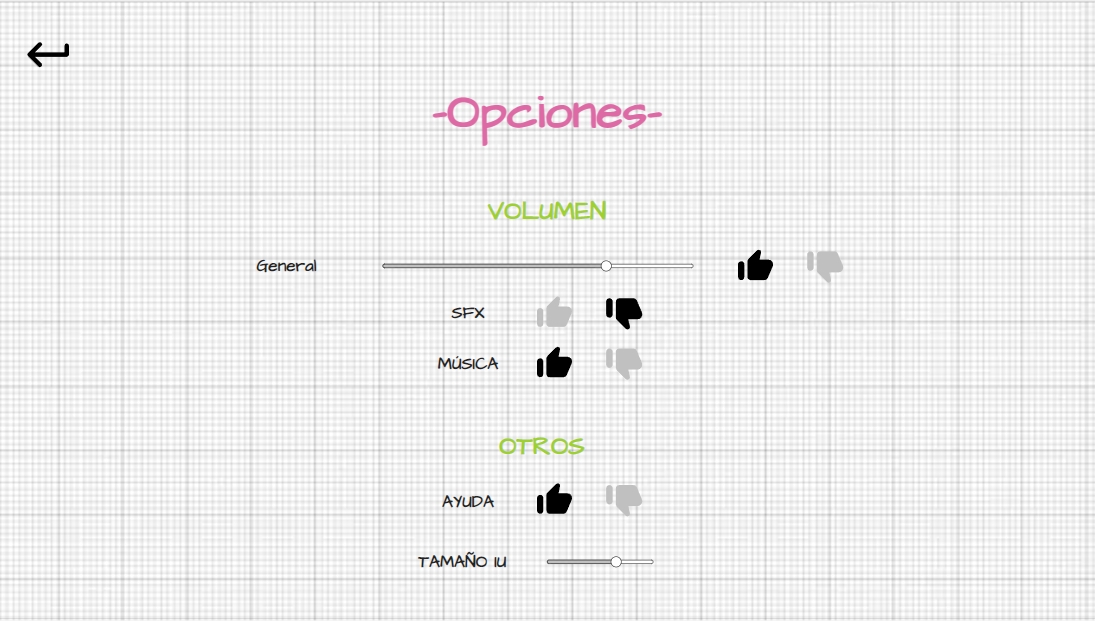 -Opciones-
VOLUMEN
General
SFX
MÚSICA
OTROS
AYUDA
TAMAÑO IU